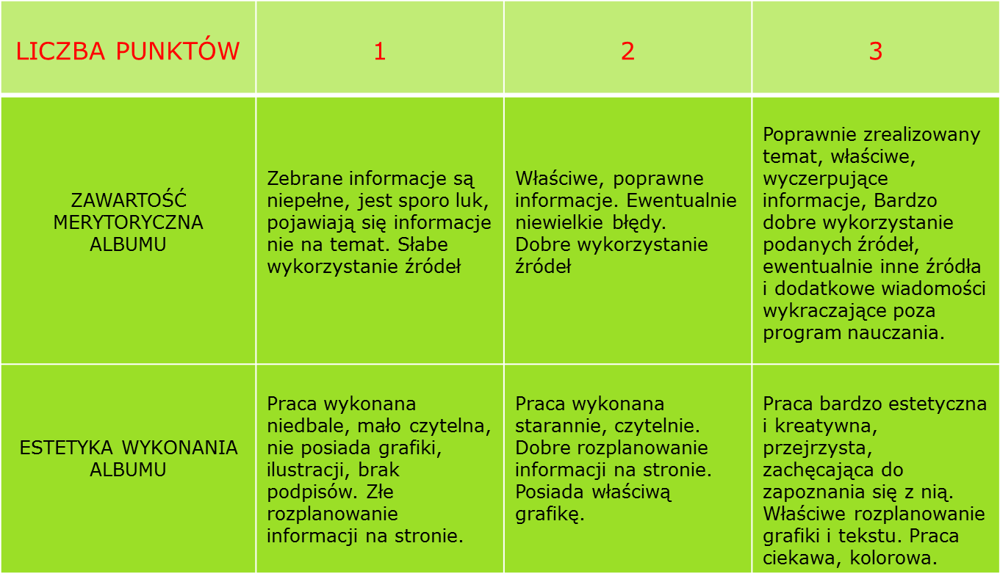 LICZBA PUNKTÓW
1
2
3
ZAWARTOŚĆ
MERYTORYCZNA
ALBUMU
Zebrane informacje są
niepełne, jest sporo luk,
pojawiają się informacje
nie na temat. Słabe
wykorzystanie źródeł
Właściwe, poprawne
informacje. Ewentualnie
niewielkie błędy.
Dobre wykorzystanie
źródeł
Poprawnie zrealizowany
temat, właściwe,
wyczerpujące
informacje, Bardzo
dobre wykorzystanie
podanych źródeł,
ewentualnie inne źródła
i dodatkowe wiadomości
wykraczające poza
program nauczania.
ESTETYKA WYKONANIA
ALBUMU
Praca wykonana
niedbale, mało czytelna,
nie posiada grafiki,
ilustracji, brak
podpisów. Złe
rozplanowanie
informacji na stronie.
Praca wykonana
starannie, czytelnie.
Dobre rozplanowanie
informacji na stronie.
Posiada właściwą
grafikę.
Praca bardzo estetyczna
i kreatywna,
przejrzysta,
zachęcająca do
zapoznania się z nią.
Właściwe rozplanowanie
grafiki i tekstu. Praca
ciekawa, kolorowa.